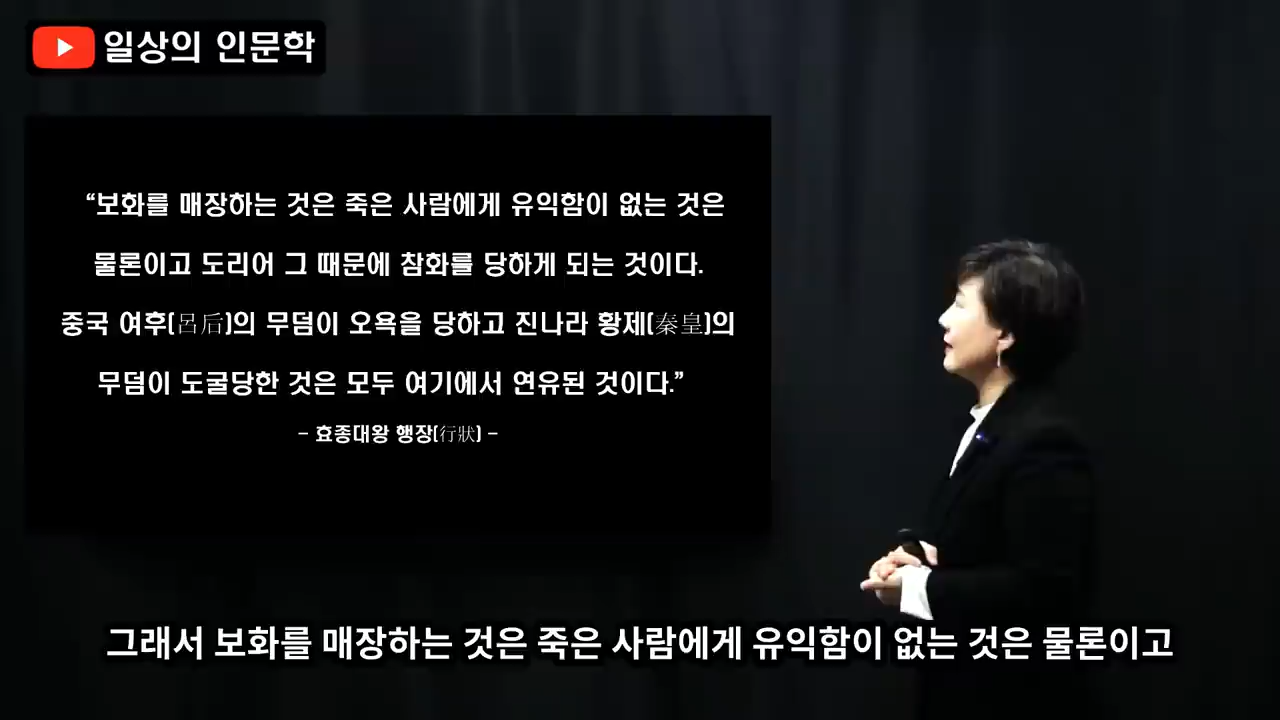 일상의 인문학
“보화를 매장하는 것은 죽은 사람에게 유익함이 없는 것은
물론이고 도리어 그 때문에 참화를 당하게 되는 것이다.
중국 여후(呂后)의 무덤이 오욕을 당하고 진나라 황제(秦皇)의
무덤이 도굴당한 것은 모두 여기에서 연유된 것이다.”
– 효종대왕 행장(行狀) –
그래서 보화를 매장하는 것은 죽은 사람에게 유익함이 없는 것은 물론이고